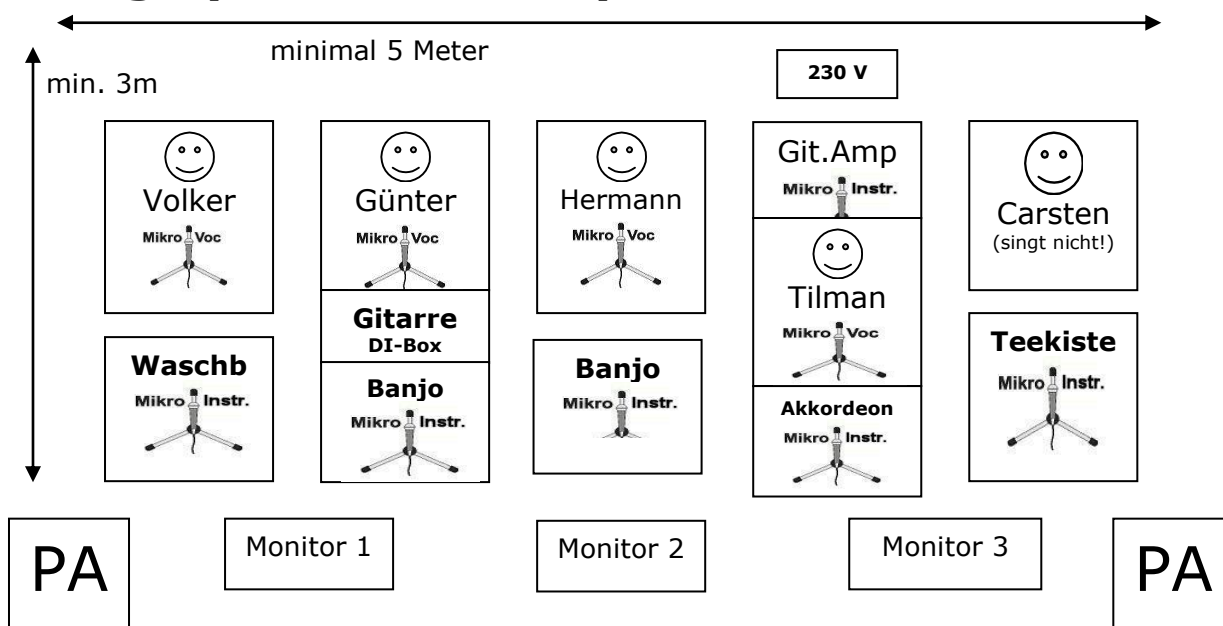 minimal 5 Meter
min. 3m
230 V
Volker
Mikro Voc
Günter
Mikro Voc
Hermann
Mikro Voc
Git.Amp
Mikro Instr.
Carsten
(singt nicht!)
Tilman
Mikro Voc
Waschb
Mikro Instr.
Gitarre
DI-Box
Banjo
Mikro Instr.
Banjo
Mikro Instr.
Akkordeon
Mikro Instr.
Teekiste
Mikro Instr.
PA
Monitor 1
Monitor 2
Monitor 3
PA